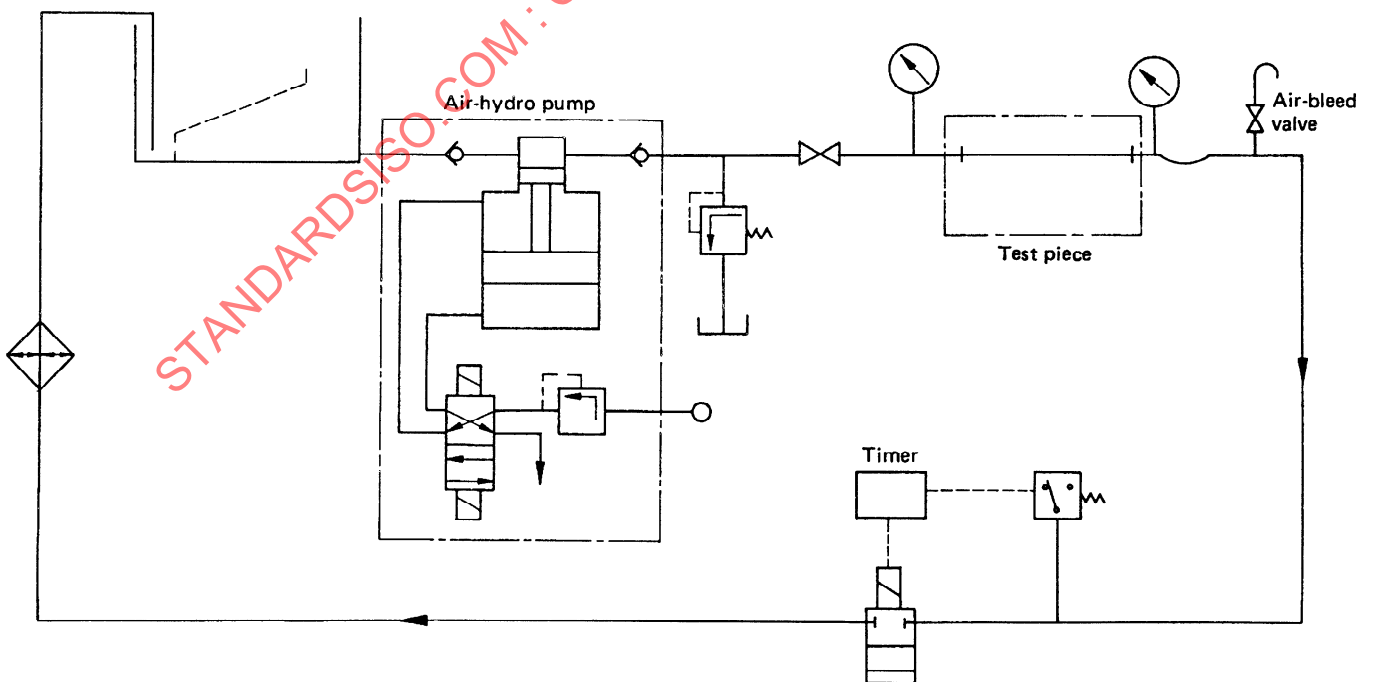 STANDARDSISO.COM : C
Air-hydro pump
Air-bleed
valve
Test piece
Timer